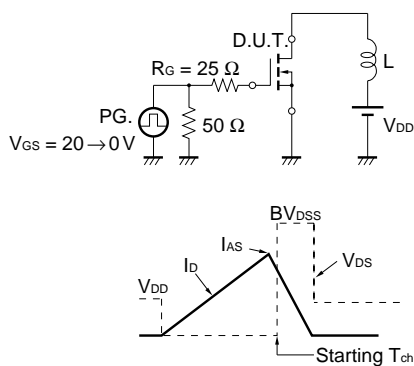 D.U.T.
RG = 25 Ω
L
PG.
50 Ω
VDD
VGS = 20 → 0 V
BVDSS
IAS
ID
VDS
VDD
Starting Tch